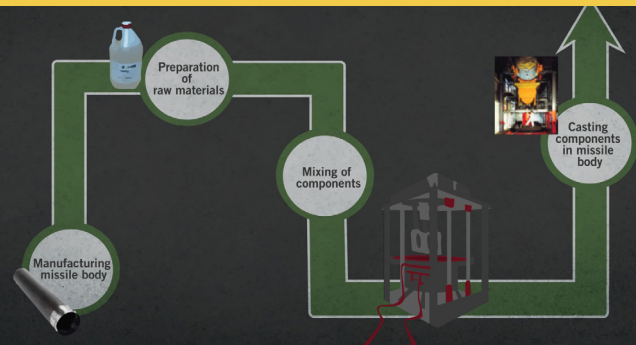 Preparation
of
raw materials
Mixing of
components
Casting
components
in missile
body
Manufacturing
missile body